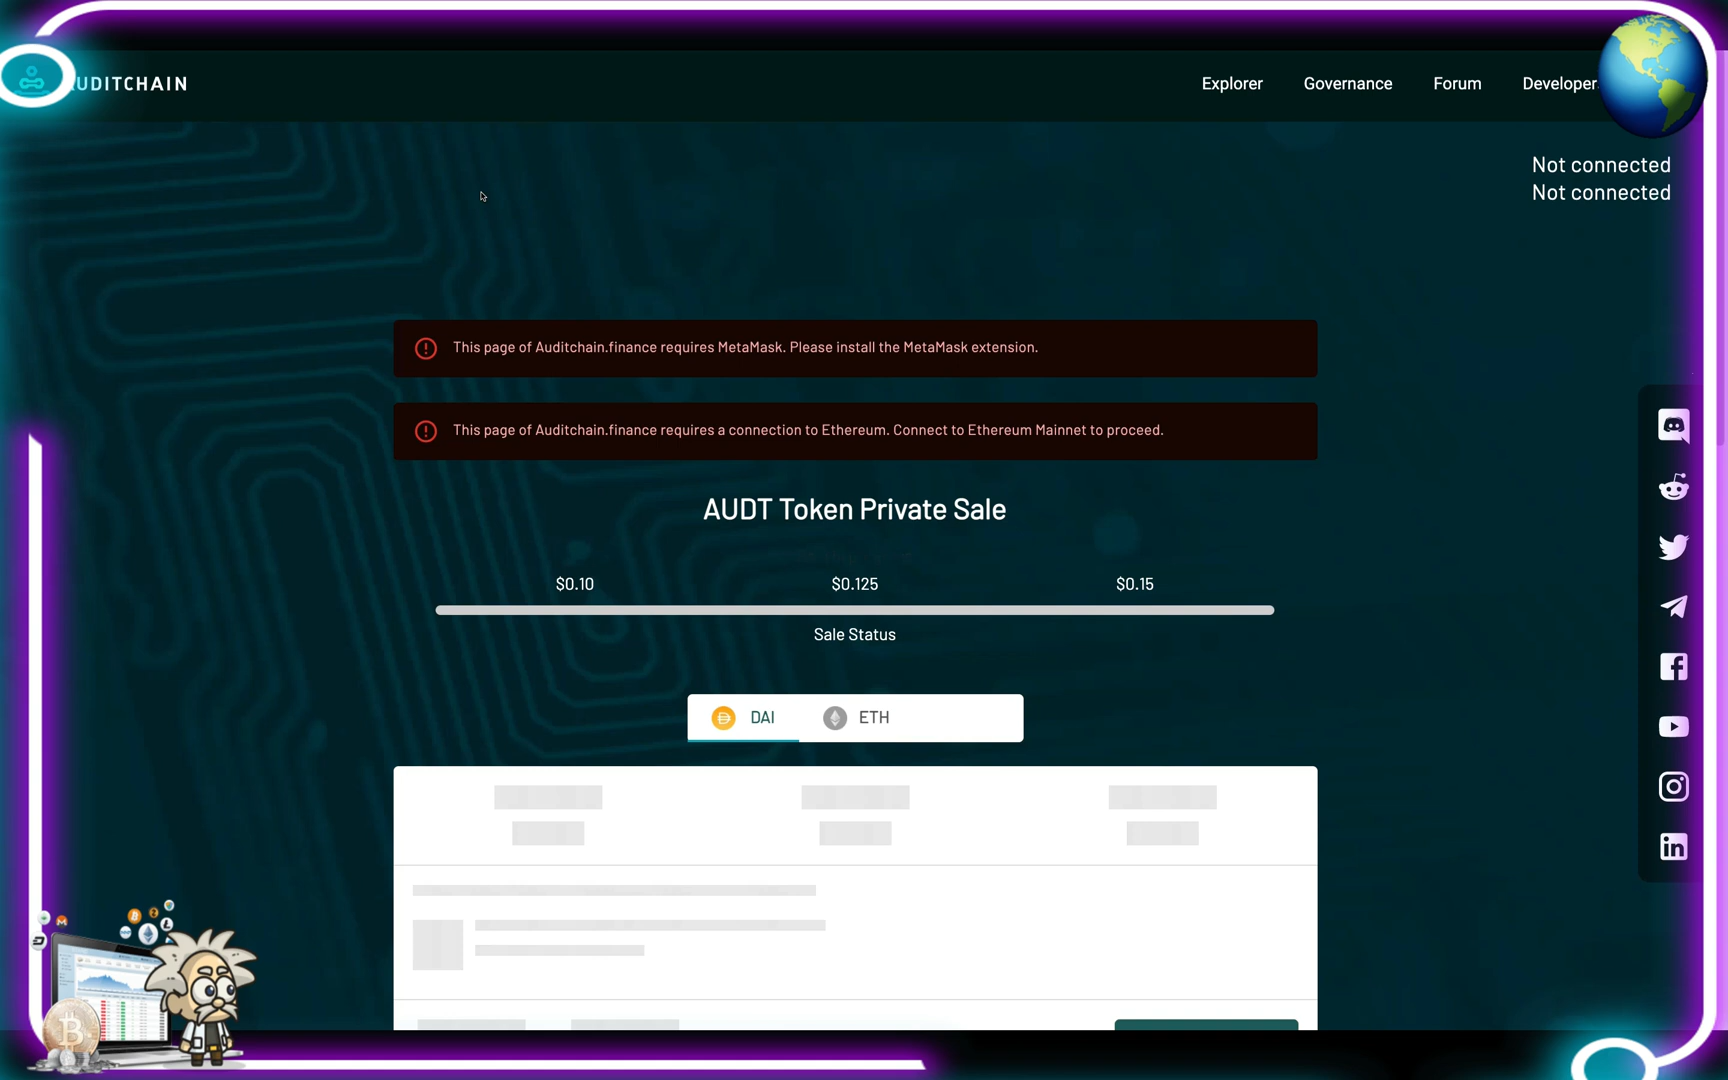 UDITCHAIN
Explorer Governance Forum Developer
Not connected
Not connected
This page of Auditchain.finance requires MetaMask. Please install the MetaMask extension.
This page of Auditchain.finance requires a connection to Ethereum. Connect to Ethereum Mainnet to proceed.
AUDT Token Private Sale
$0.10 $0.125 $0.15
Sale Status
DAI ETH